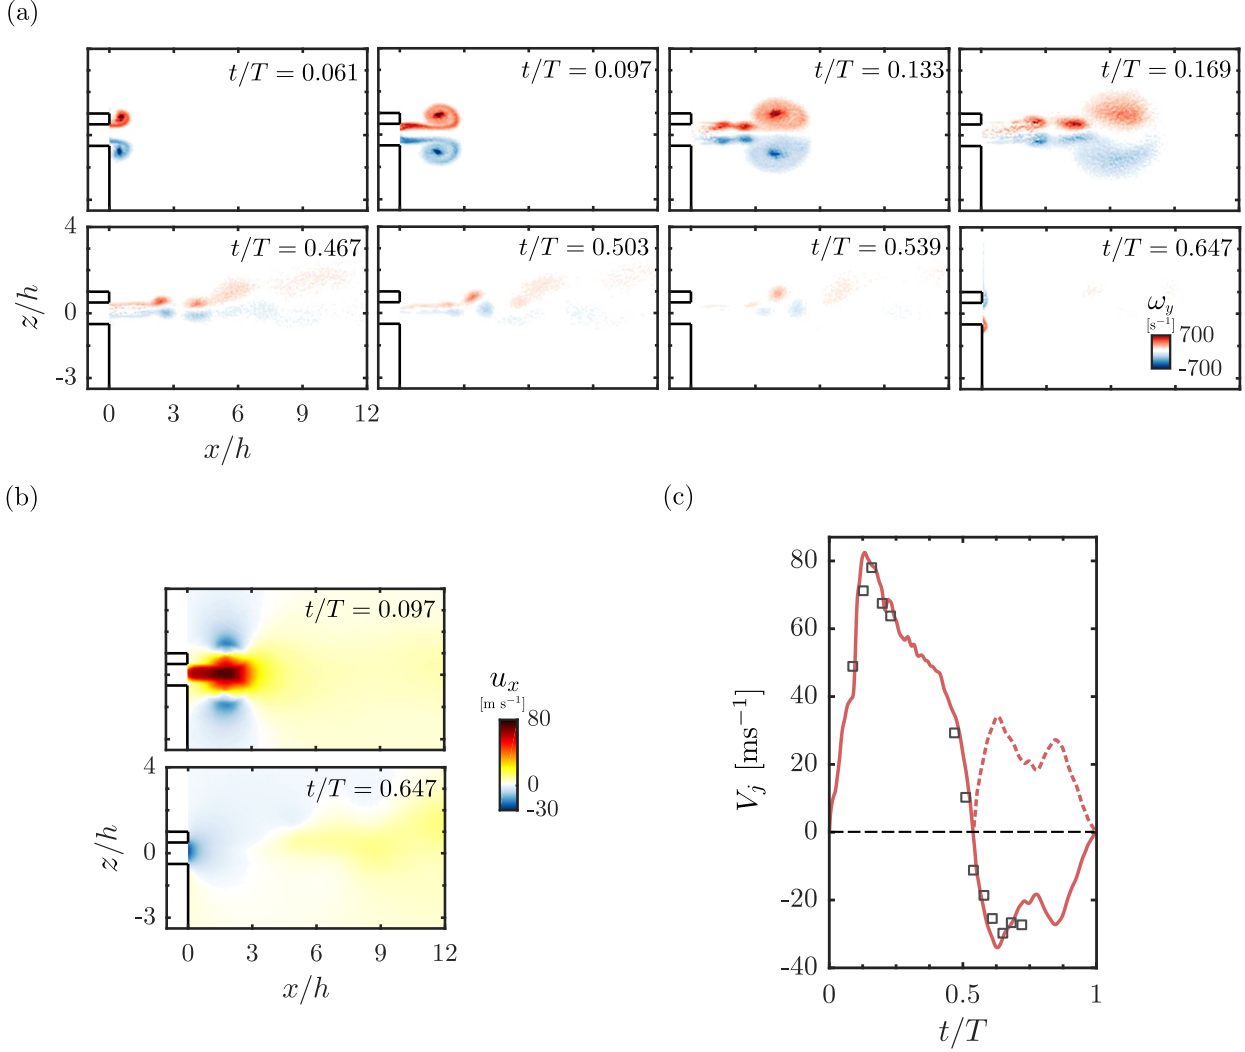 (a)
t/T = 0.061
t/T = 0.097
t/T = 0.133
t/T = 0.169
4
0
-3
z/h
t/T = 0.467
t/T = 0.503
t/T = 0.539
t/T = 0.647
ω_y
[s⁻¹]
700
-700
0 3 6 9 12
x/h
(b)
t/T = 0.097
t/T = 0.647
4
0
-3
z/h
0 3 6 9 12
x/h
u_x
[m s⁻¹]
80
0
-30
(c)
80
60
40
20
0
-20
-40
V_j [ms⁻¹]
0 0.5 1
t/T